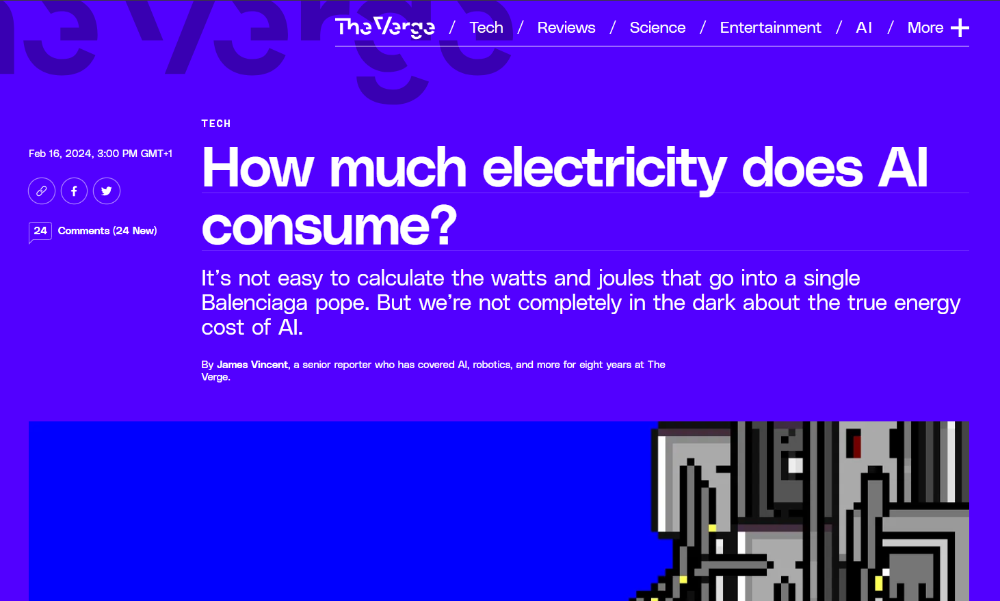 The Verge / Tech / Reviews / Science / Entertainment / AI / More
TECH
Feb 16, 2024, 3:00 PM GMT+1
24 Comments (24 New)
How much electricity does AI
consume?
It’s not easy to calculate the watts and joules that go into a single
Balenciaga pope. But we’re not completely in the dark about the true energy
cost of AI.
By James Vincent, a senior reporter who has covered AI, robotics, and more for eight years at The
Verge.